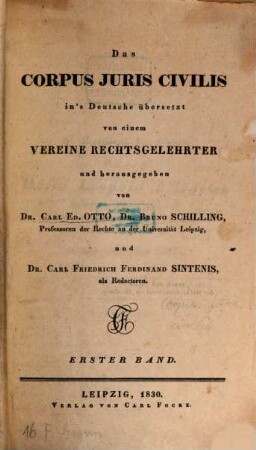 Das
CORPUS JURIS CIVILIS
in's Deutsche übersetzt
von einem
VEREINE RECHTSGELEHRTER
und herausgegeben
von
DR. CARL ED. OTTO, DR. BRUNO SCHILLING,
Professoren der Rechte an der Universität Leipzig,
und
DR. CARL FRIEDRICH FERDINAND SINTENIS,
als Redactoren.
ERSTER BAND.
LEIPZIG, 1830.
VERLAG VON CARL FOCKE.